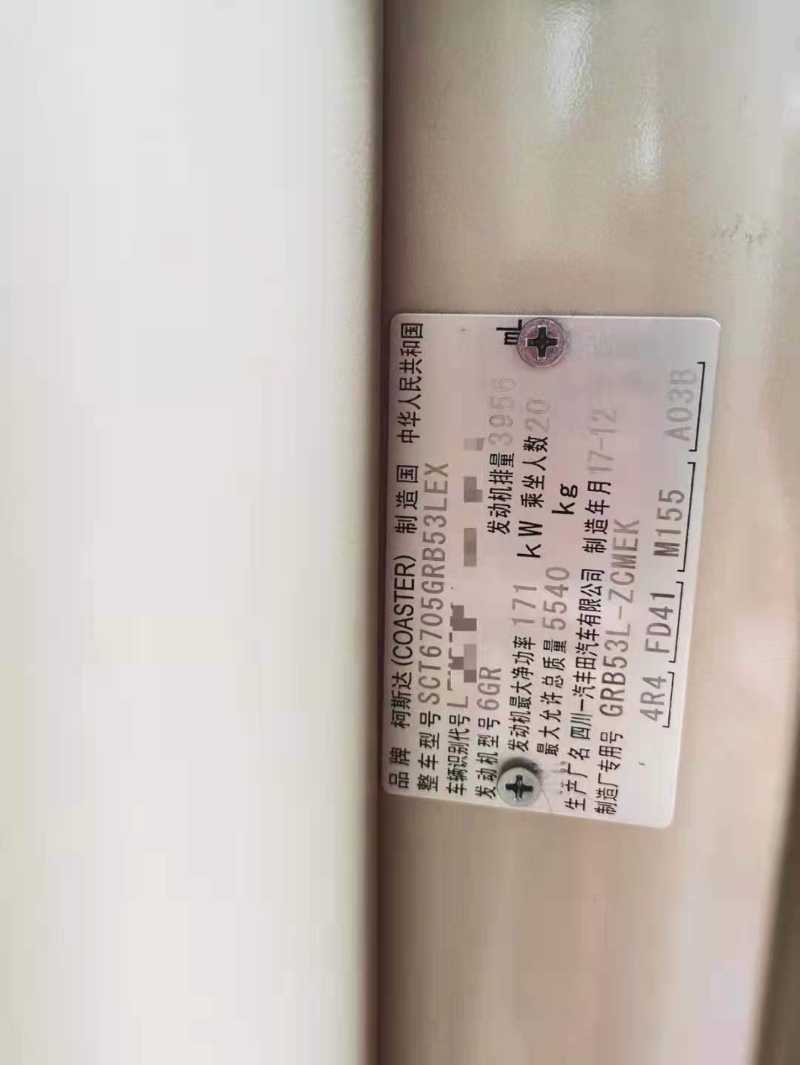 品牌 柯斯达(COASTER) 制造国 中华人民共和国
整车型号 SCT6705GRB53LEX
车辆识别代号 L
发动机型号 6GR 发动机排量 3956 mL
发动机最大净功率 171 kW 乘坐人数 20
最大允许总质量 5540 kg
生产厂名 四川一汽丰田汽车有限公司 制造年月 17-12
制造厂专用号 GRB53L-ZCMEK
4R4 FD41 M155 A03B